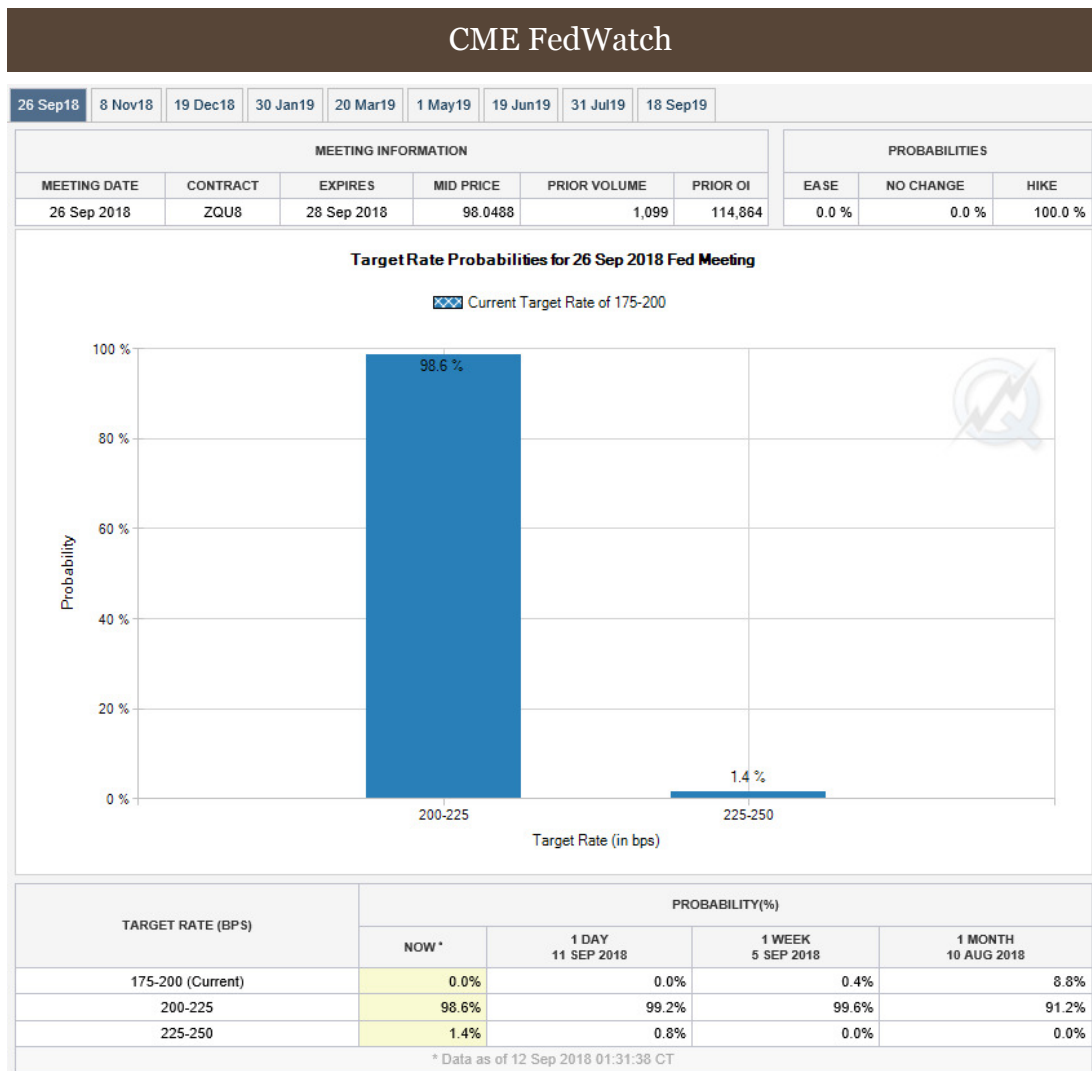 CME FedWatch
26 Sep18 8 Nov18 19 Dec18 30 Jan19 20 Mar19 1 May19 19 Jun19 31 Jul19 18 Sep19
MEETING INFORMATION PROBABILITIES
MEETING DATE CONTRACT EXPIRES MID PRICE PRIOR VOLUME PRIOR OI EASE NO CHANGE HIKE
26 Sep 2018 ZQU8 28 Sep 2018 98.0488 1,099 114,864 0.0 % 0.0 % 100.0 %
Target Rate Probabilities for 26 Sep 2018 Fed Meeting
Current Target Rate of 175-200
100 %
98.6 %
80 %
60 %
Probability
40 %
20 %
1.4 %
0 %
200-225 225-250
Target Rate (in bps)
TARGET RATE (BPS) PROBABILITY(%)
NOW * 1 DAY 1 WEEK 1 MONTH
11 SEP 2018 5 SEP 2018 10 AUG 2018
175-200 (Current) 0.0% 0.0% 0.4% 8.8%
200-225 98.6% 99.2% 99.6% 91.2%
225-250 1.4% 0.8% 0.0% 0.0%
* Data as of 12 Sep 2018 01:31:38 CT